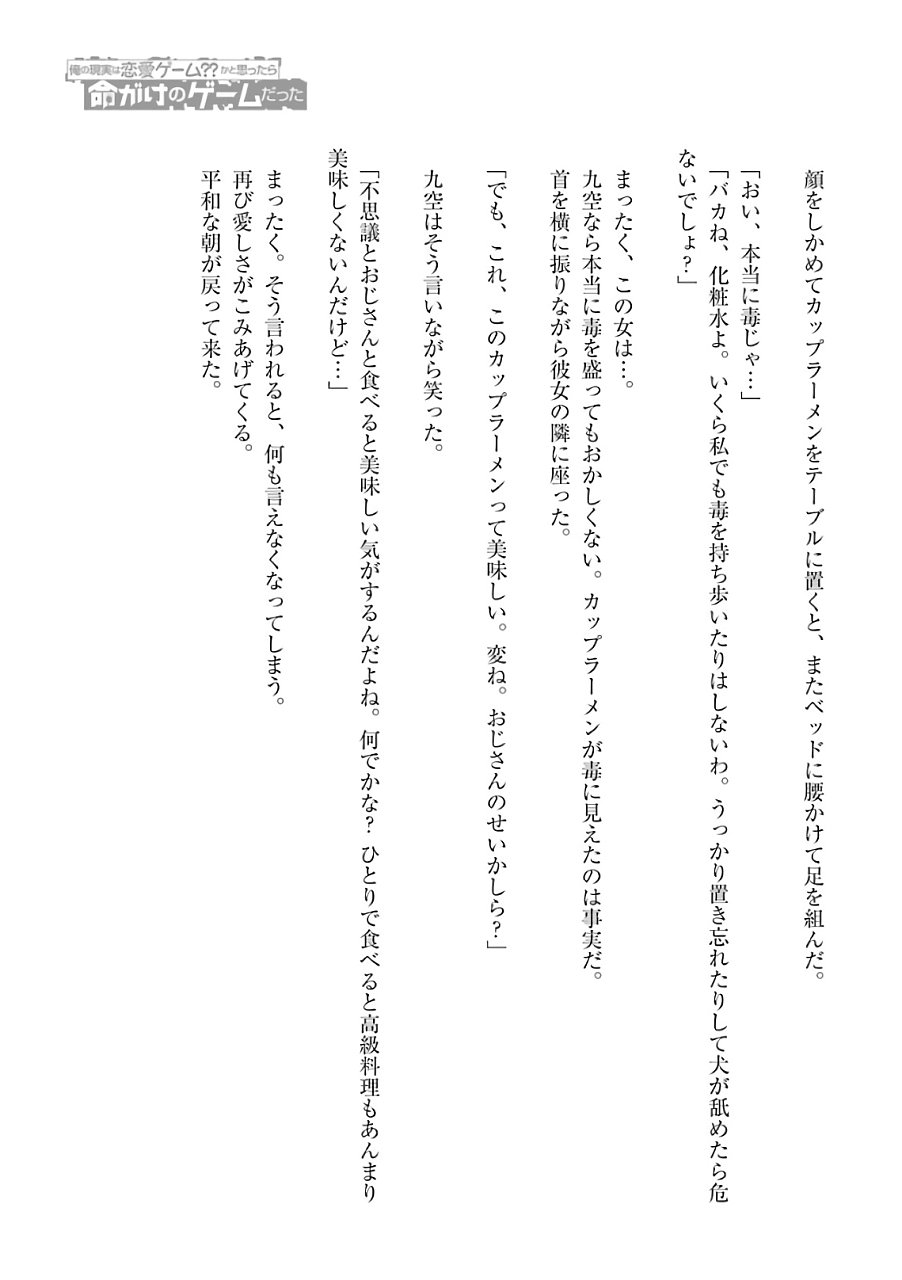 俺の現実は恋愛ゲーム??かと思ったら
命がけのゲームだった
顔をしかめてカップラーメンをテーブルに置くと、またベッドに腰かけて足を組んだ。
「おい、本当に毒じゃ…」
「バカね、化粧水よ。いくら私でも毒を持ち歩いたりはしないわ。うっかり置き忘れたりして犬が舐めたら危
ないでしょ?」
まったく、この女は…。
九空なら本当に毒を盛ってもおかしくない。カップラーメンが毒に見えたのは事実だ。
首を横に振りながら彼女の隣に座った。
「でも、これ、このカップラーメンって美味しい。変ね。おじさんのせいかしら?」
九空はそう言いながら笑った。
「不思議とおじさんと食べると美味しい気がするんだよね。何でかな? ひとりで食べると高級料理もあんまり
美味しくないんだけど…」
まったく。そう言われると、何も言えなくなってしまう。
再び愛しさがこみあげてくる。
平和な朝が戻って来た。